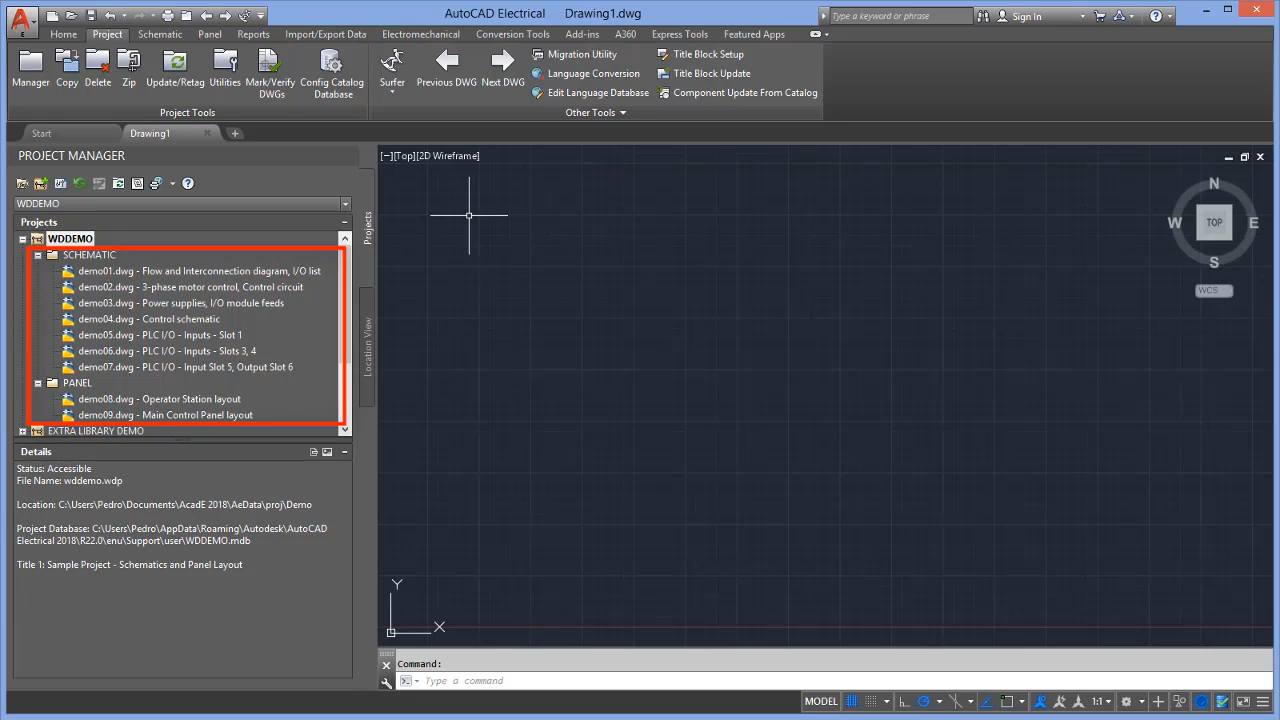 AutoCAD Electrical Drawing1.dwg
Type a keyword or phrase
Sign In
Home Project Schematic Panel Reports Import/Export Data Electromechanical Conversion Tools Add-ins A360 Express Tools Featured Apps
Manager Copy Delete Zip Update/Retag Utilities Mark/Verify DWGs Config Catalog Database
Surfer Previous DWG Next DWG
Migration Utility
Language Conversion
Edit Language Database
Title Block Setup
Title Block Update
Component Update From Catalog
Project Tools
Other Tools
Start Drawing1
PROJECT MANAGER
WDDEMO
Projects
WDDEMO
SCHEMATIC
demo01.dwg - Flow and Interconnection diagram, I/O list
demo02.dwg - 3-phase motor control, Control circuit
demo03.dwg - Power supplies, I/O module feeds
demo04.dwg - Control schematic
demo05.dwg - PLC I/O - Inputs - Slot 1
demo06.dwg - PLC I/O - Inputs - Slots 3, 4
demo07.dwg - PLC I/O - Input Slot 5, Output Slot 6
PANEL
demo08.dwg - Operator Station layout
demo09.dwg - Main Control Panel layout
EXTRA LIBRARY DEMO
Projects
Location View
Details
Status: Accessible
File Name: wddemo.wdp
Location: C:\Users\Pedro\Documents\AcadE 2018\AeData\proj\Demo
Project Database: C:\Users\Pedro\AppData\Roaming\Autodesk\AutoCAD
Electrical 2018\R22.0\enu\Support\user\WDDEMO.mdb
Title 1: Sample Project - Schematics and Panel Layout
[−][Top][2D Wireframe]
N
W TOP E
S
WCS
Y
X
Command:
Type a command
MODEL 1:1